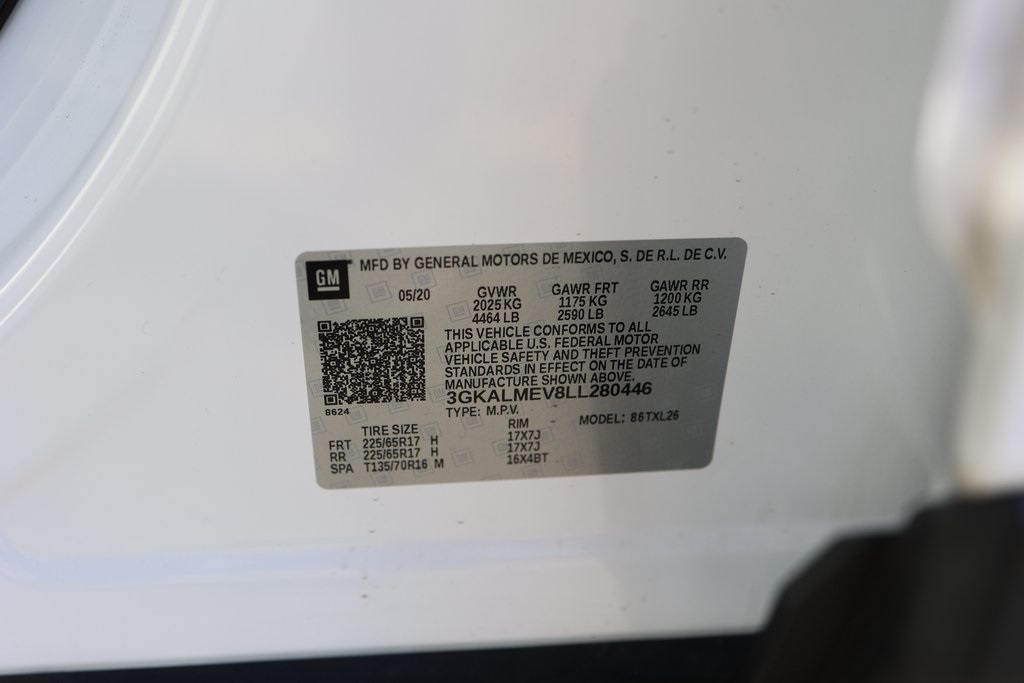 GM
MFD BY GENERAL MOTORS DE MEXICO, S. DE R.L. DE C.V.
05/20
GVWR GAWR FRT GAWR RR
2025 KG 1175 KG 1200 KG
4464 LB 2590 LB 2645 LB
THIS VEHICLE CONFORMS TO ALL
APPLICABLE U.S. FEDERAL MOTOR
VEHICLE SAFETY AND THEFT PREVENTION
STANDARDS IN EFFECT ON THE DATE OF
MANUFACTURE SHOWN ABOVE.
3GKALMEV8LL280446
8624
TYPE: M.P.V. MODEL: 86TXL26
TIRE SIZE RIM
FRT 225/65R17 H 17X7J
RR 225/65R17 H 17X7J
SPA T135/70R16 M 16X4BT